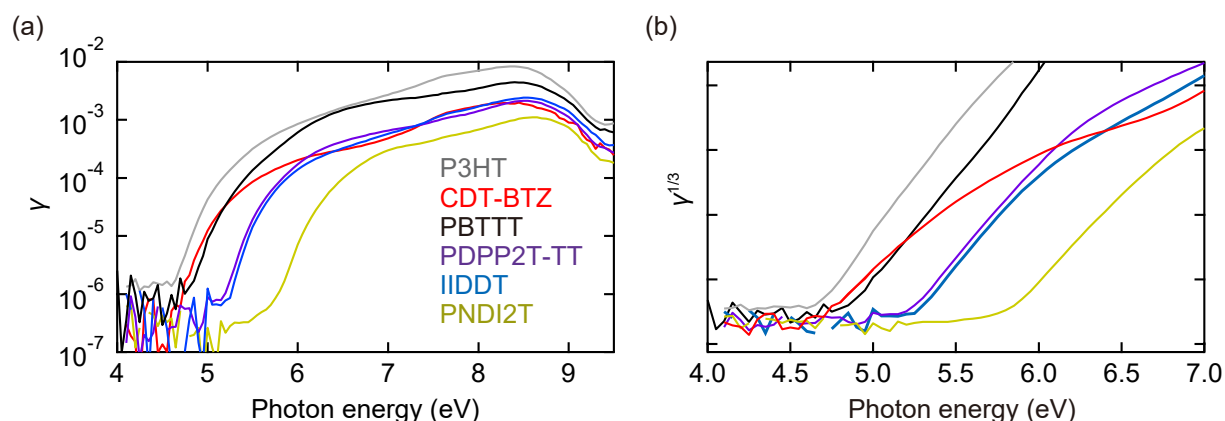 (a)
10⁻²
10⁻³
10⁻⁴
10⁻⁵
10⁻⁶
10⁻⁷
γ
P3HT
CDT-BTZ
PBTTT
PDPP2T-TT
IIDDT
PNDI2T
4 5 6 7 8 9
Photon energy (eV)
(b)
γ¹ᐟ³
4.0 4.5 5.0 5.5 6.0 6.5 7.0
Photon energy (eV)